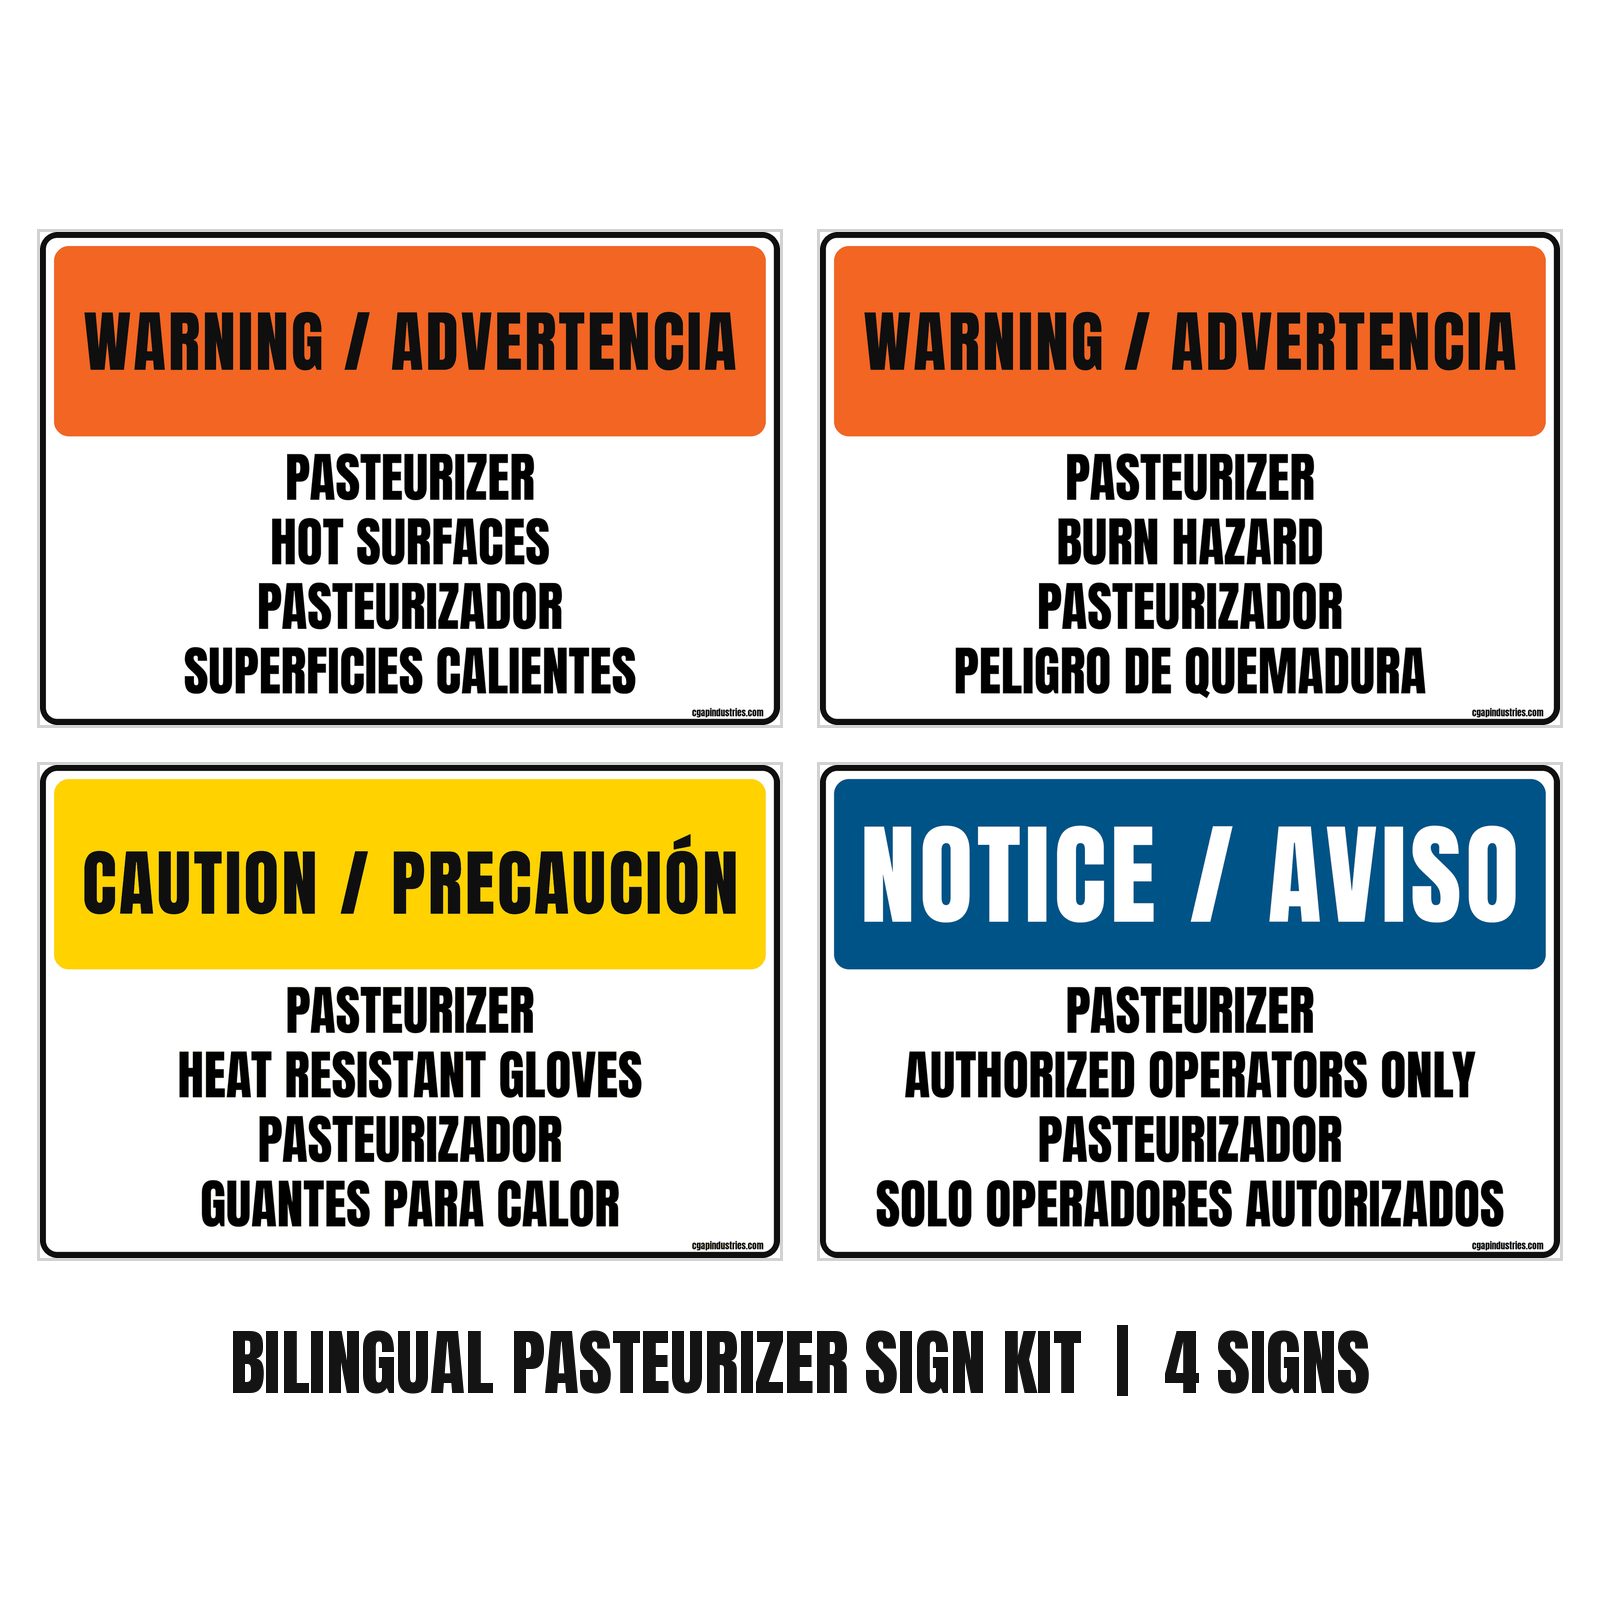 WARNING / ADVERTENCIA
PASTEURIZER
HOT SURFACES
PASTEURIZADOR
SUPERFICIES CALIENTES
cgapindustries.com
WARNING / ADVERTENCIA
PASTEURIZER
BURN HAZARD
PASTEURIZADOR
PELIGRO DE QUEMADURA
cgapindustries.com
CAUTION / PRECAUCIÓN
PASTEURIZER
HEAT RESISTANT GLOVES
PASTEURIZADOR
GUANTES PARA CALOR
cgapindustries.com
NOTICE / AVISO
PASTEURIZER
AUTHORIZED OPERATORS ONLY
PASTEURIZADOR
SOLO OPERADORES AUTORIZADOS
cgapindustries.com
BILINGUAL PASTEURIZER SIGN KIT | 4 SIGNS